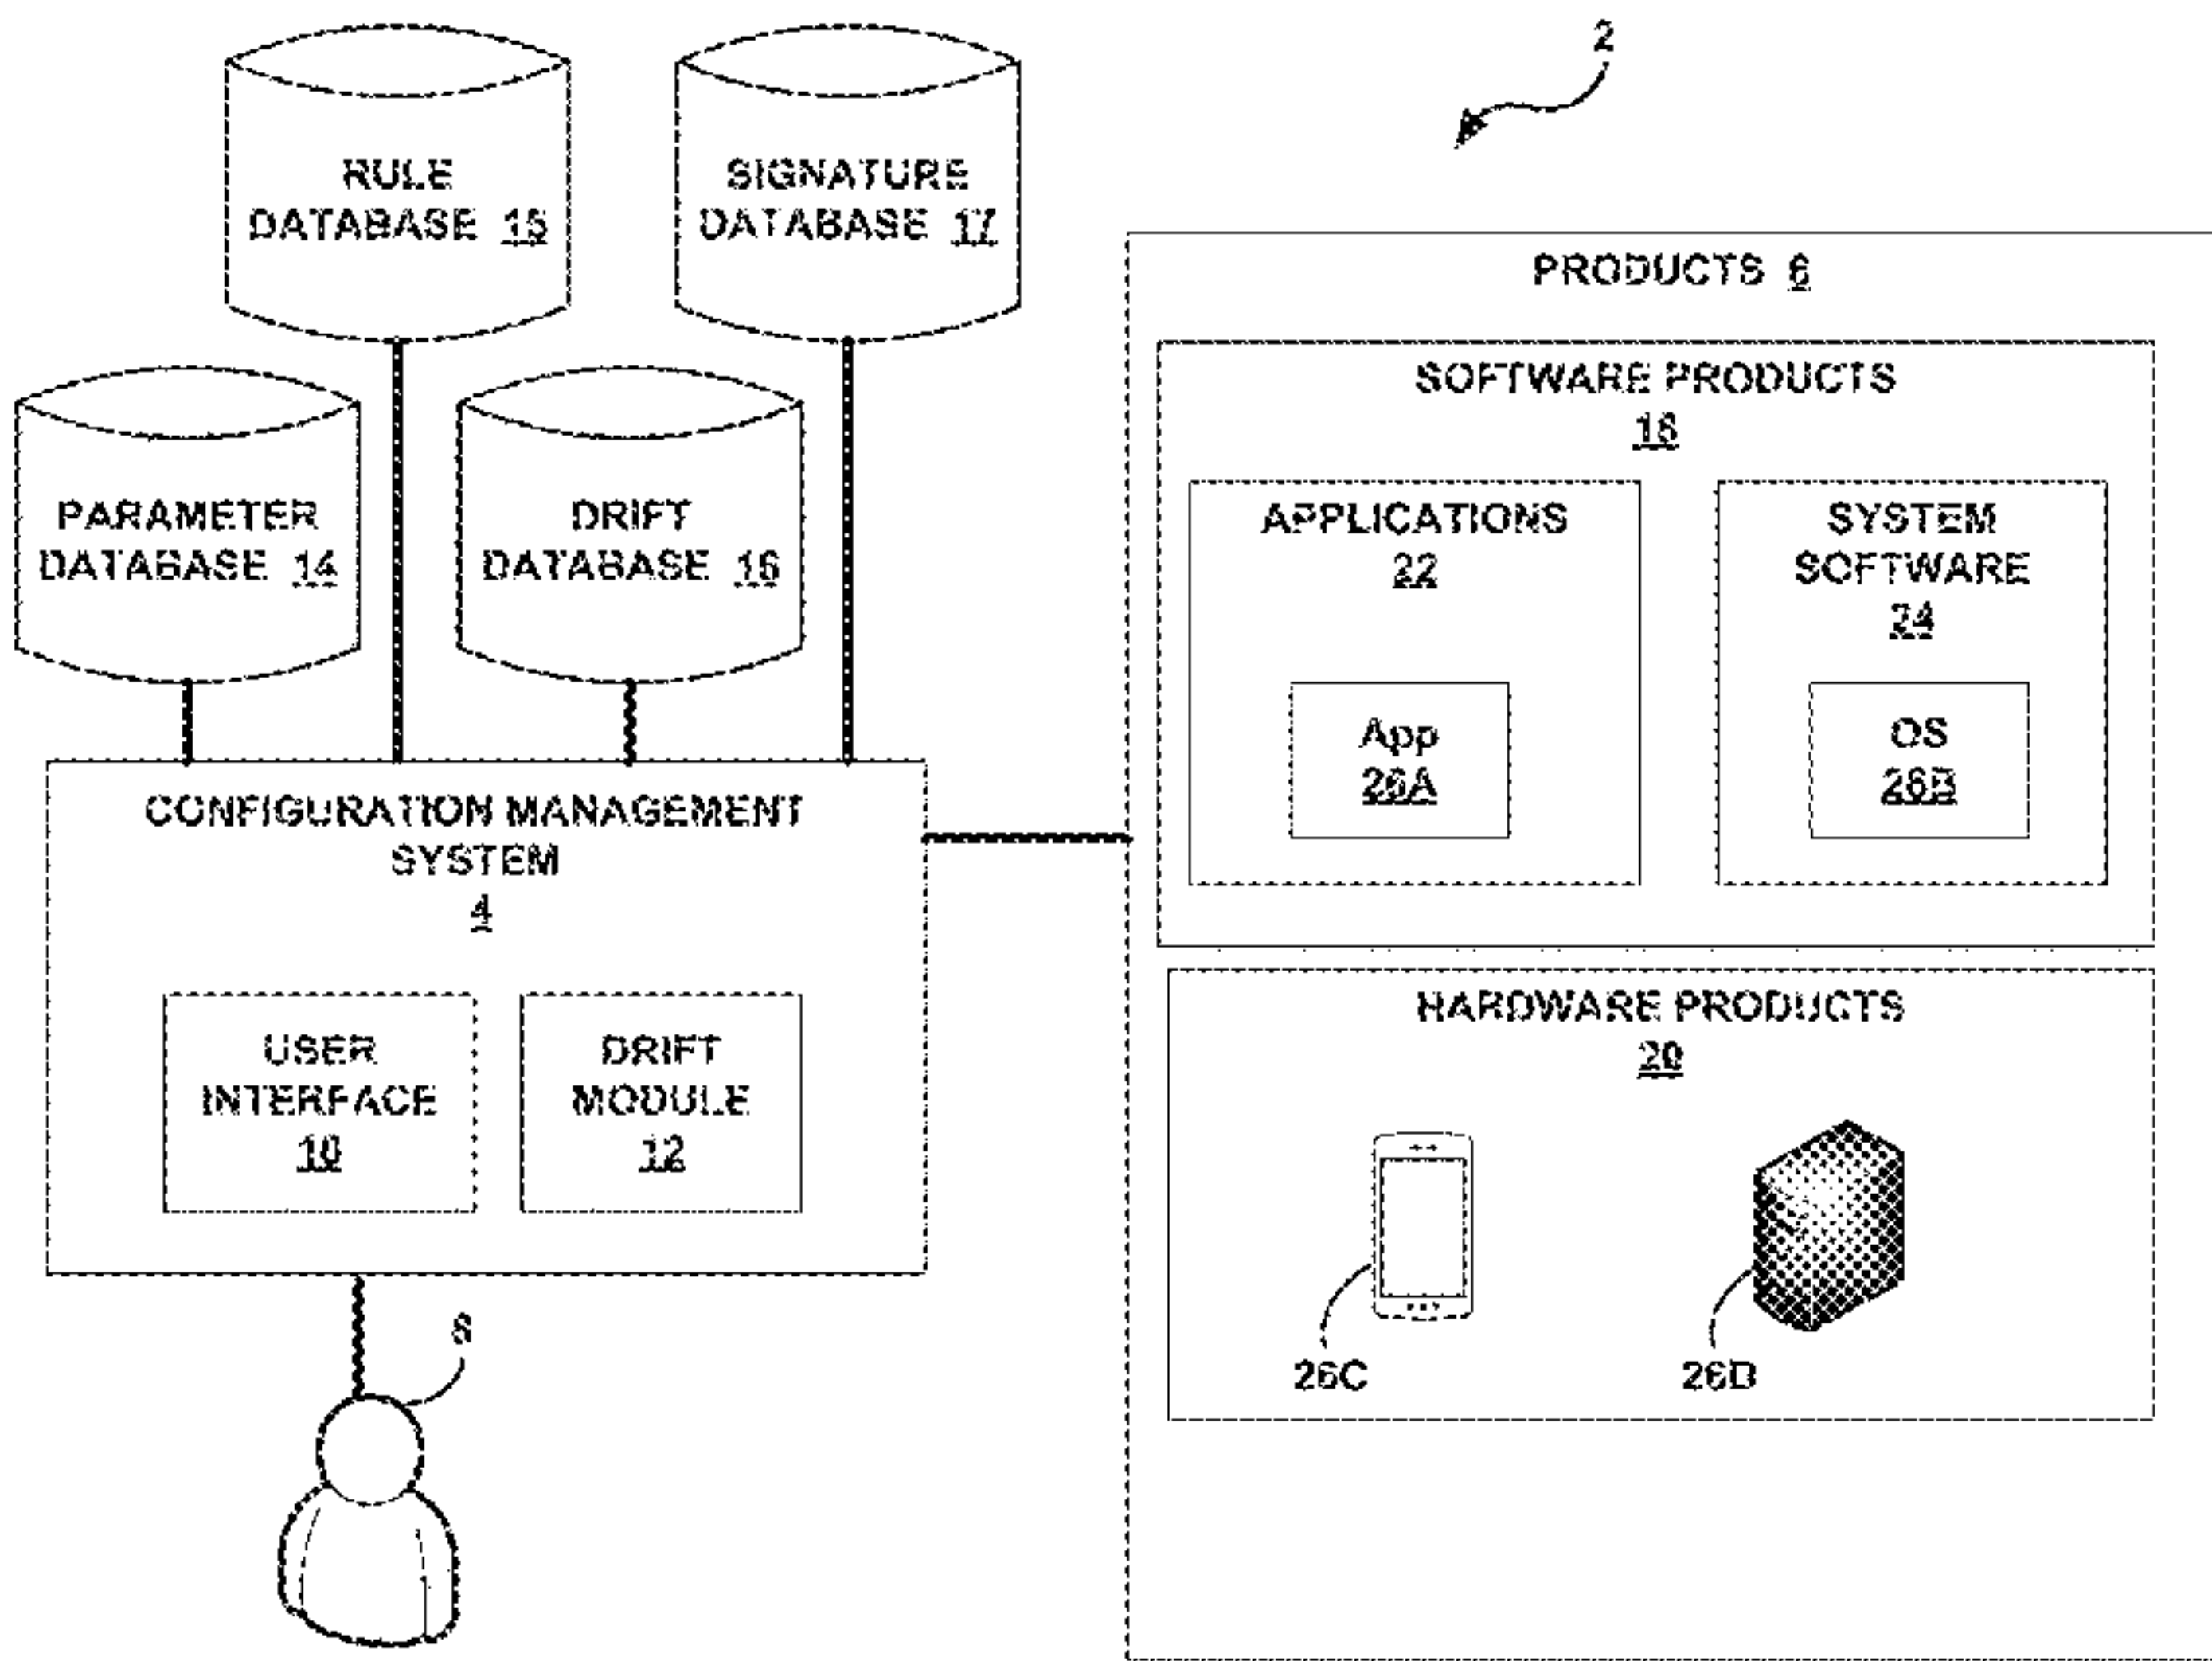 2
RULE
DATABASE 15
SIGNATURE
DATABASE 17
PARAMETER
DATABASE 14
DRIFT
DATABASE 16
PRODUCTS 6
SOFTWARE PRODUCTS
18
APPLICATIONS
22
App
26A
SYSTEM
SOFTWARE
24
OS
26B
CONFIGURATION MANAGEMENT
SYSTEM
4
USER
INTERFACE
10
DRIFT
MODULE
12
8
HARDWARE PRODUCTS
20
26C
26D